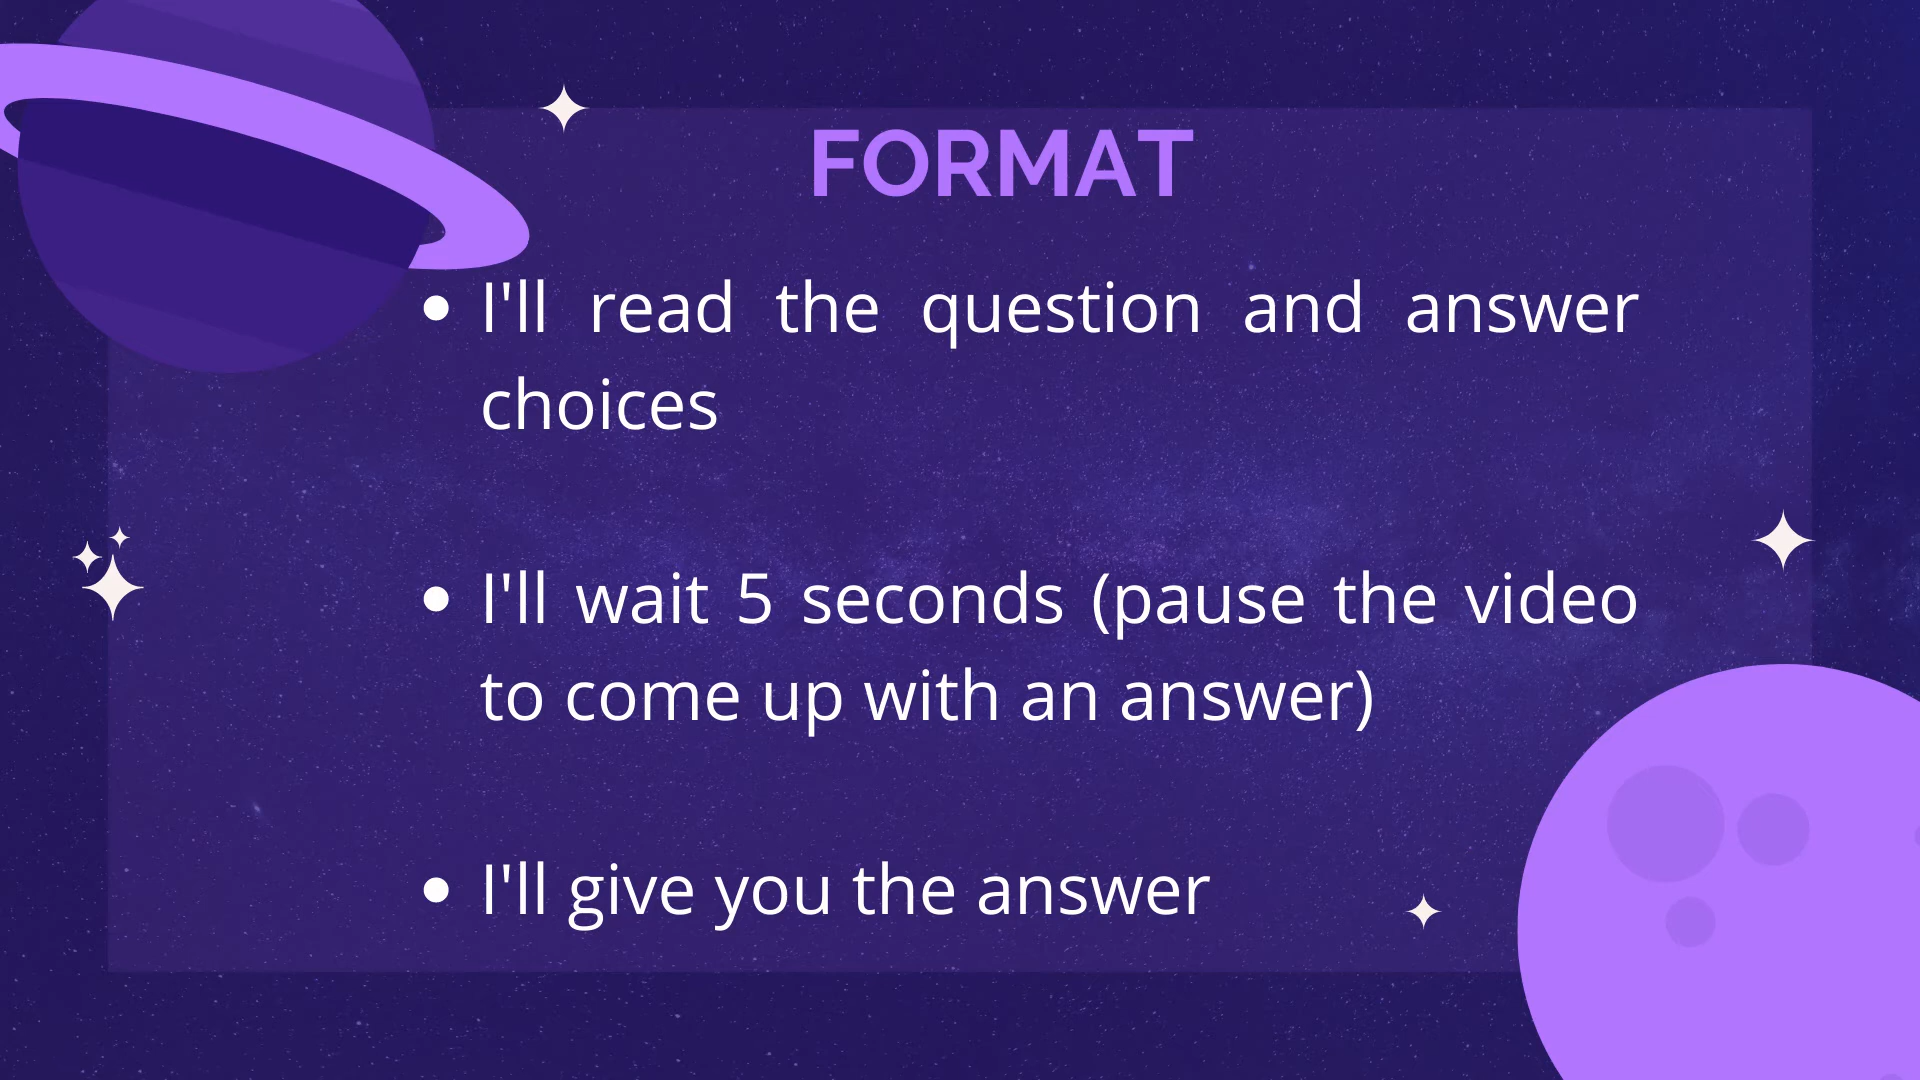 FORMAT
• I'll read the question and answer
choices
• I'll wait 5 seconds (pause the video
to come up with an answer)
• I'll give you the answer